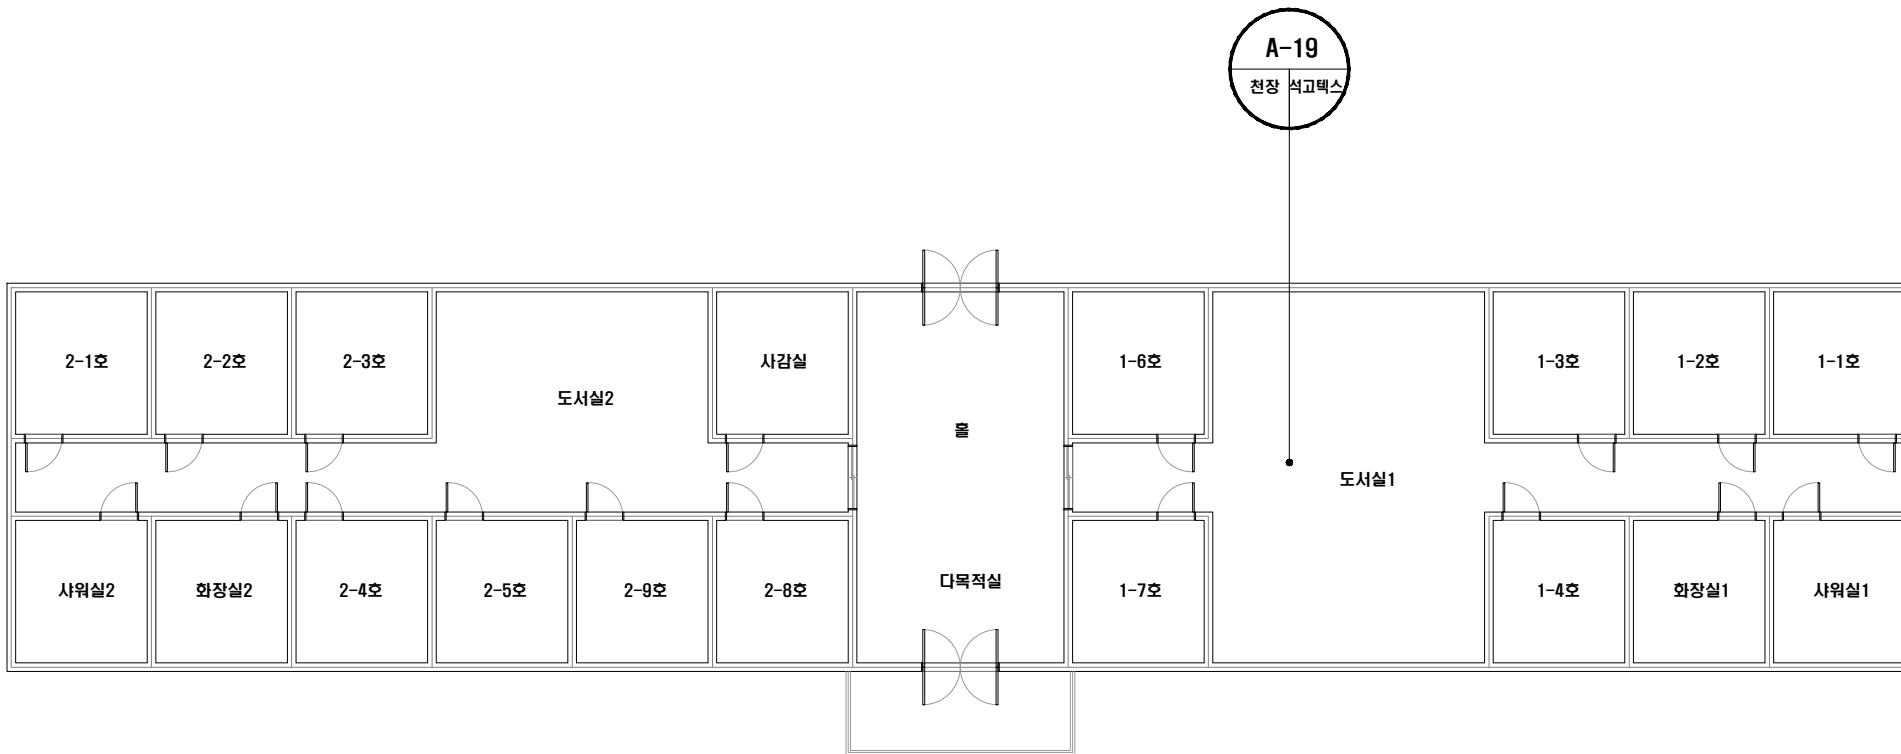 A-19
천장 석고텍스
2-1호
2-2호
2-3호
도서실2
사감실
홀
1-6호
도서실1
1-3호
1-2호
1-1호
샤워실2
화장실2
2-4호
2-5호
2-9호
2-8호
다목적실
1-7호
1-4호
화장실1
샤워실1